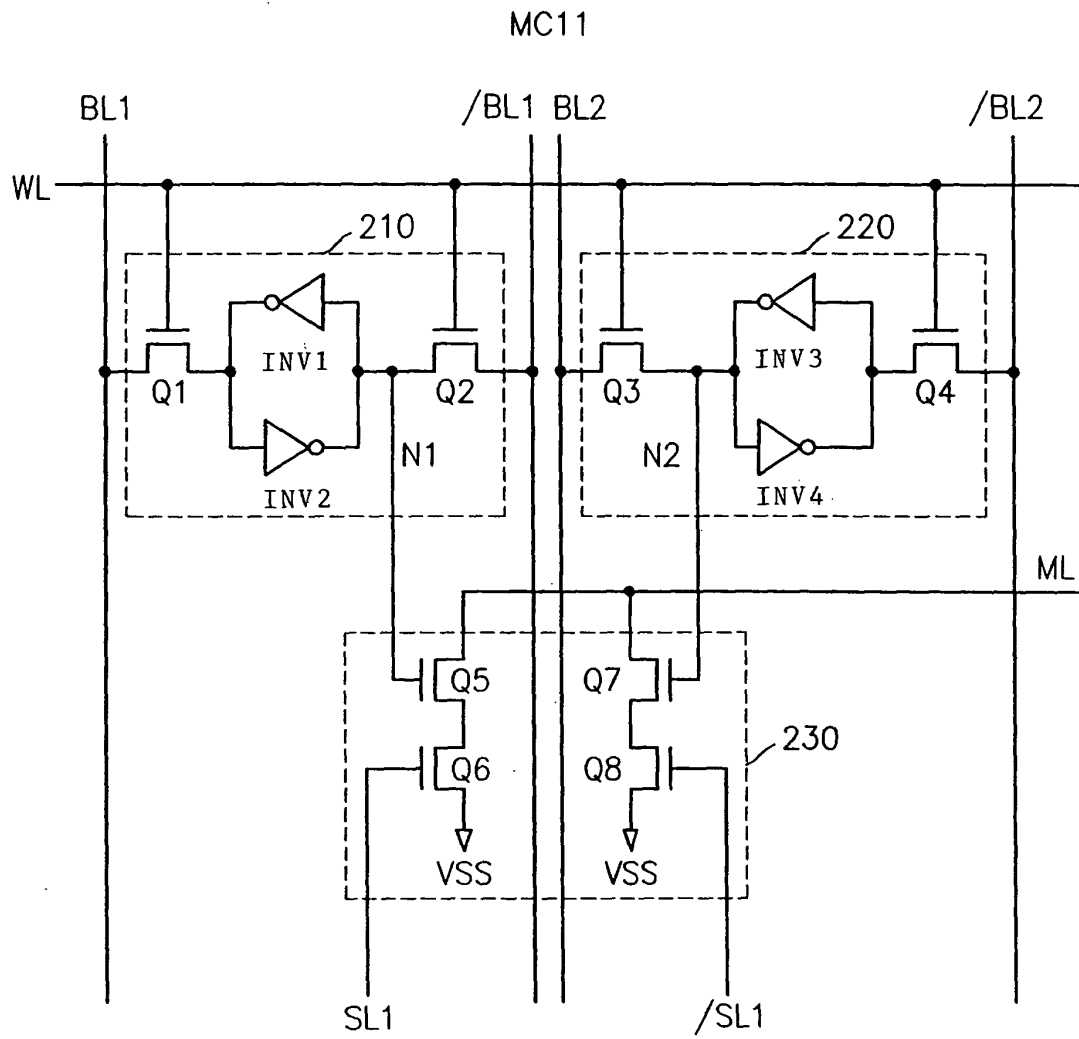 MC11
BL1
/BL1
BL2
/BL2
WL
210
220
INV1
INV3
Q1
Q2
Q3
Q4
N1
N2
INV2
INV4
ML
Q5
Q7
230
Q6
Q8
VSS
VSS
SL1
/SL1